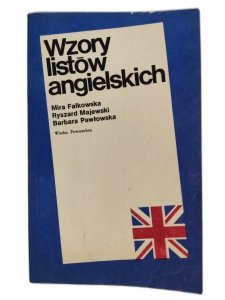 Wzory
listów
angielskich
Mira Falkowska
Ryszard Majewski
Barbara Pawłowska
Wiedza Powszechna